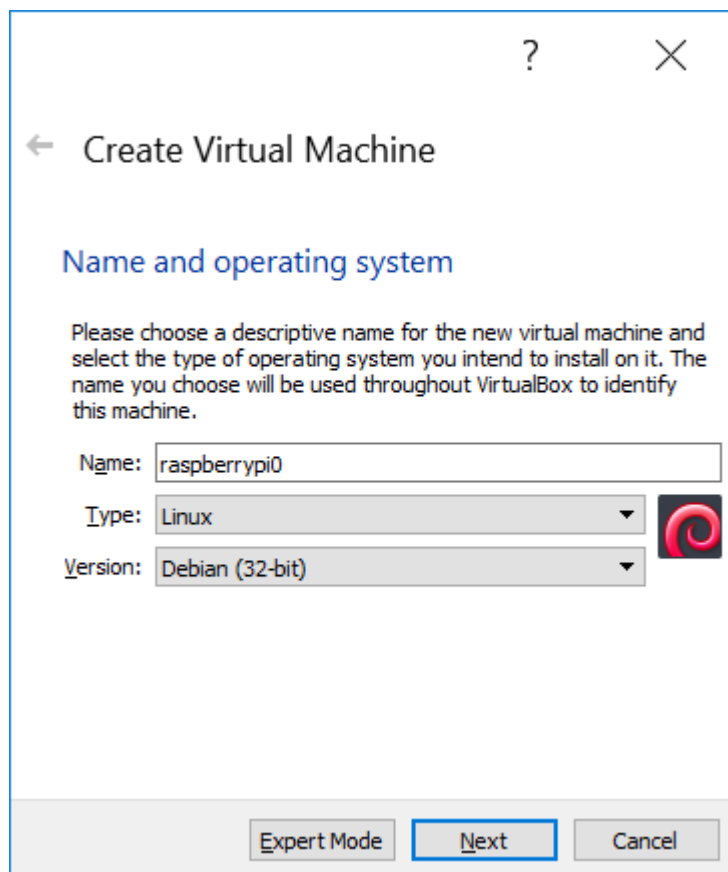 ?
Create Virtual Machine
Name and operating system
Please choose a descriptive name for the new virtual machine and
select the type of operating system you intend to install on it. The
name you choose will be used throughout VirtualBox to identify
this machine.
Name: raspberrypi0
Type: Linux
Version: Debian (32-bit)
Expert Mode Next Cancel